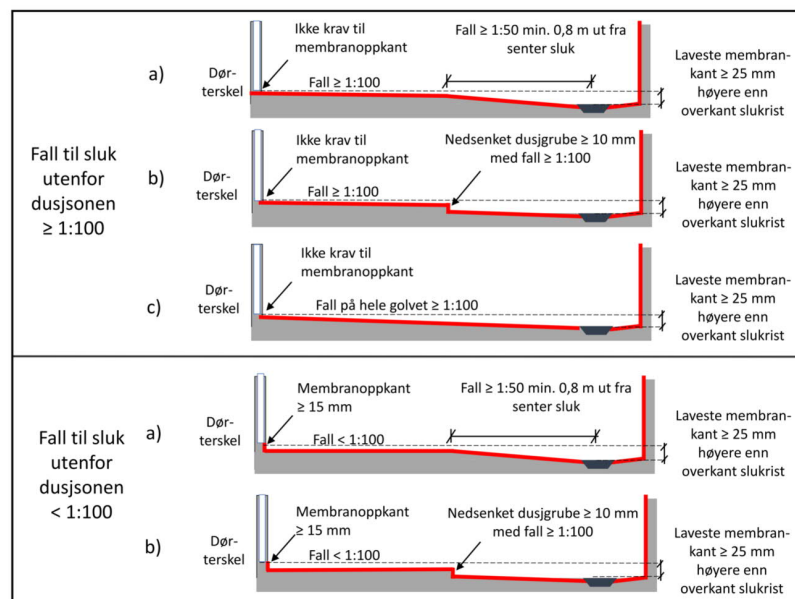 Fall til sluk
utenfor
dusjsonen
≥ 1:100
a)
Dør-
terskel
Ikke krav til
membranoppkant
Fall ≥ 1:100
Fall ≥ 1:50 min. 0,8 m ut fra
senter sluk
Laveste membran-
kant ≥ 25 mm
høyere enn
overkant slukrist
b)
Dør-
terskel
Ikke krav til
membranoppkant
Fall ≥ 1:100
Nedsenket dusjgrube ≥ 10 mm
med fall ≥ 1:100
Laveste membran-
kant ≥ 25 mm
høyere enn
overkant slukrist
c)
Dør-
terskel
Ikke krav til
membranoppkant
Fall på hele golvet ≥ 1:100
Laveste membran-
kant ≥ 25 mm
høyere enn
overkant slukrist
Fall til sluk
utenfor
dusjsonen
< 1:100
a)
Dør-
terskel
Membranoppkant
≥ 15 mm
Fall < 1:100
Fall ≥ 1:50 min. 0,8 m ut fra
senter sluk
Laveste membran-
kant ≥ 25 mm
høyere enn
overkant slukrist
b)
Dør-
terskel
Membranoppkant
≥ 15 mm
Fall < 1:100
Nedsenket dusjgrube ≥ 10 mm
med fall ≥ 1:100
Laveste membran-
kant ≥ 25 mm
høyere enn
overkant slukrist